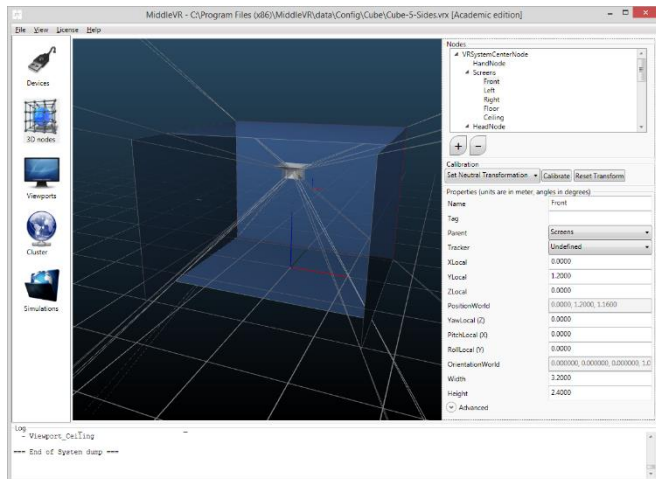 MiddleVR - C:\Program Files (x86)\MiddleVR\data\Config\Cube\Cube-5-Sides.vrx [Academic edition]
File View License Help
Devices
3D nodes
Viewports
Cluster
Simulations
Nodes
VRSystemCenterNode
HandNode
Screens
Front
Left
Right
Floor
Ceiling
HeadNode
+ −
Calibration
Set Neutral Transformation Calibrate Reset Transform
Properties (units are in meter, angles in degrees)
Name Front
Tag
Parent Screens
Tracker Undefined
XLocal 0.0000
YLocal 1.2000
ZLocal 0.0000
PositionWorld 0.0000, 1.2000, 1.1600
YawLocal (Z) 0.0000
PitchLocal (X) 0.0000
RollLocal (Y) 0.0000
OrientationWorld 0.000000, 0.000000, 0.000000, 1.0
Width 3.2000
Height 2.4000
Advanced
Log
- Viewport_Ceiling
=== End of System dump ===